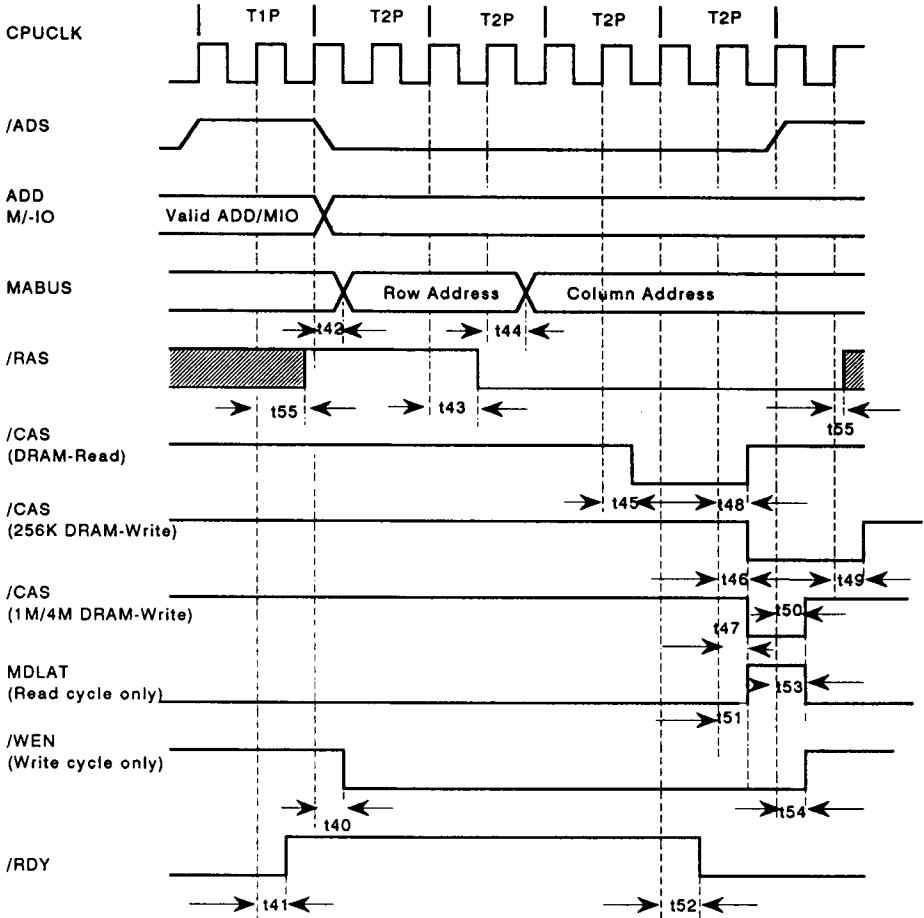 T1P T2P T2P T2P T2P
CPUCLK
/ADS
ADD
M/-IO
Valid ADD/MIO
MABUS
Row Address
Column Address
t42
t44
/RAS
t55
t43
t55
/CAS
(DRAM-Read)
t45
t48
/CAS
(256K DRAM-Write)
t46
t49
/CAS
(1M/4M DRAM-Write)
t50
t47
MDLAT
(Read cycle only)
t53
t51
/WEN
(Write cycle only)
t54
t40
/RDY
t41
t52